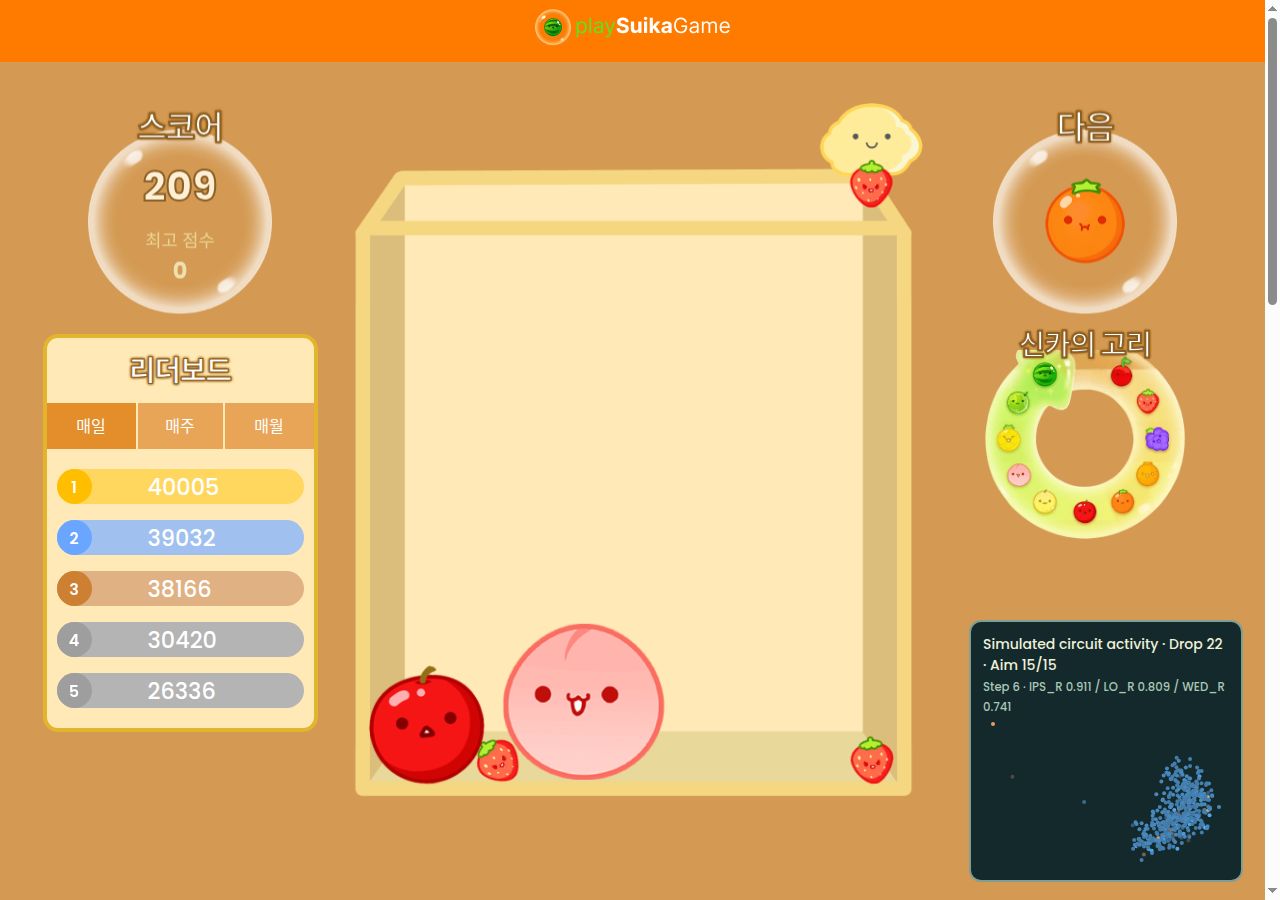 playSuikaGame
스코어
209
최고 점수
0
다음
신카의 고리
리더보드
매일 매주 매월
1 40005
2 39032
3 38166
4 30420
5 26336
Simulated circuit activity · Drop 22
· Aim 15/15
Step 6 · IPS_R 0.911 / LO_R 0.809 / WED_R
0.741